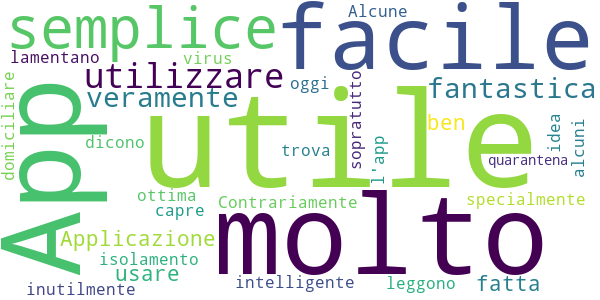 semplice
facile
Alcune
lamentano
virus
utilizzare
oggi
sopratutto
fantastica
domiciliare
App
veramente
utile
ben
idea
alcuni
dicono
trova
l'app
quarantena
ottima
capre
Contrariamente
molto
specialmente
Applicazione
isolamento
usare
inutilmente
intelligente
leggono
fatta